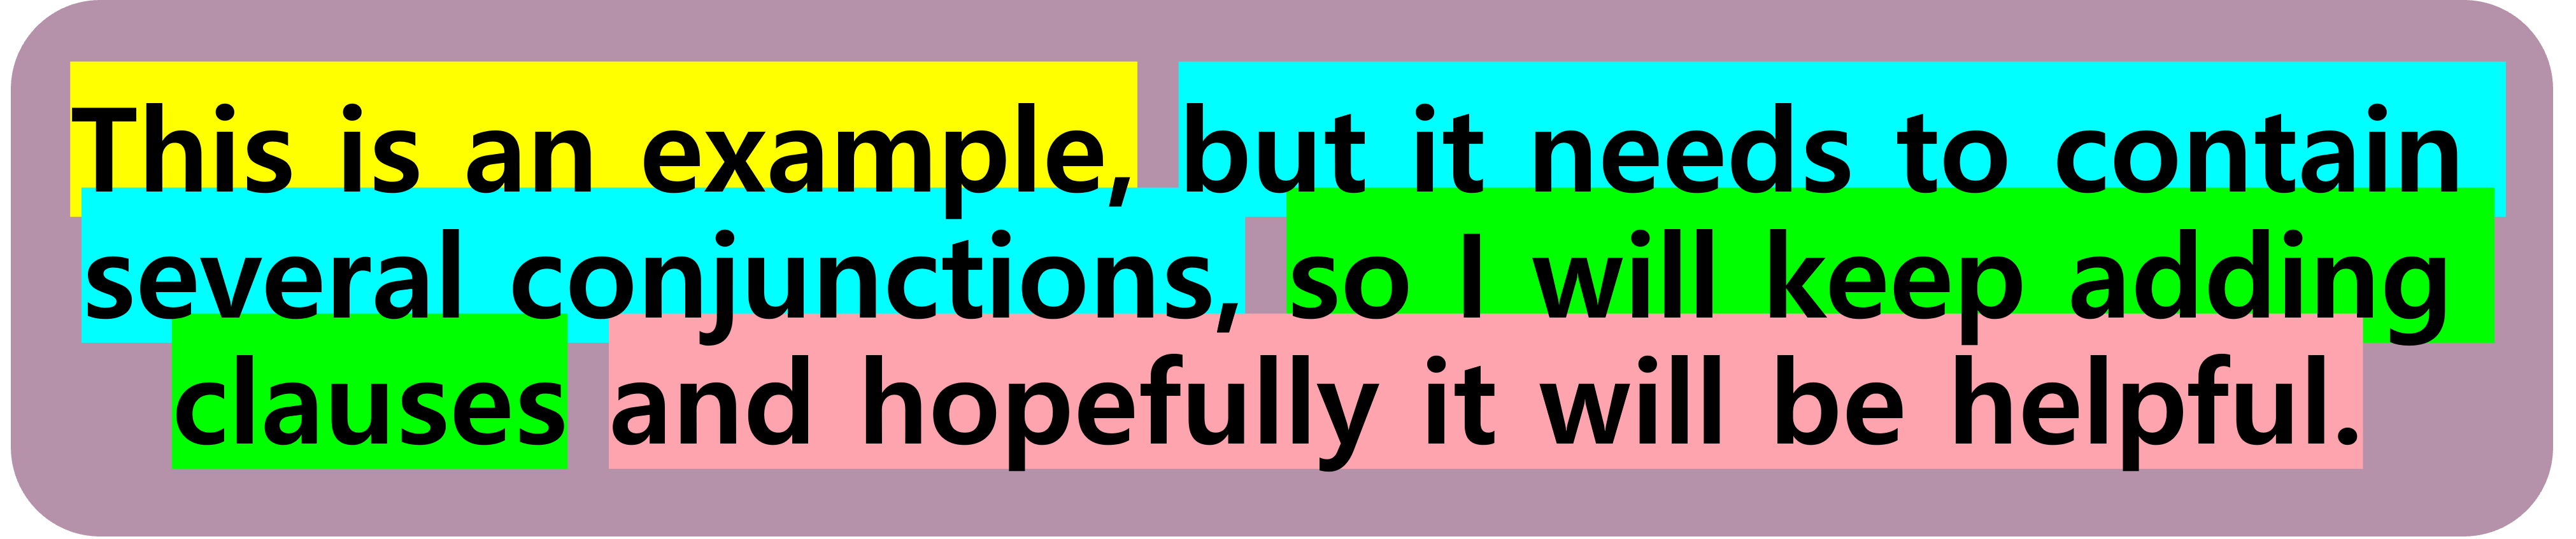 This is an example, but it needs to contain
several conjunctions, so I will keep adding
clauses and hopefully it will be helpful.